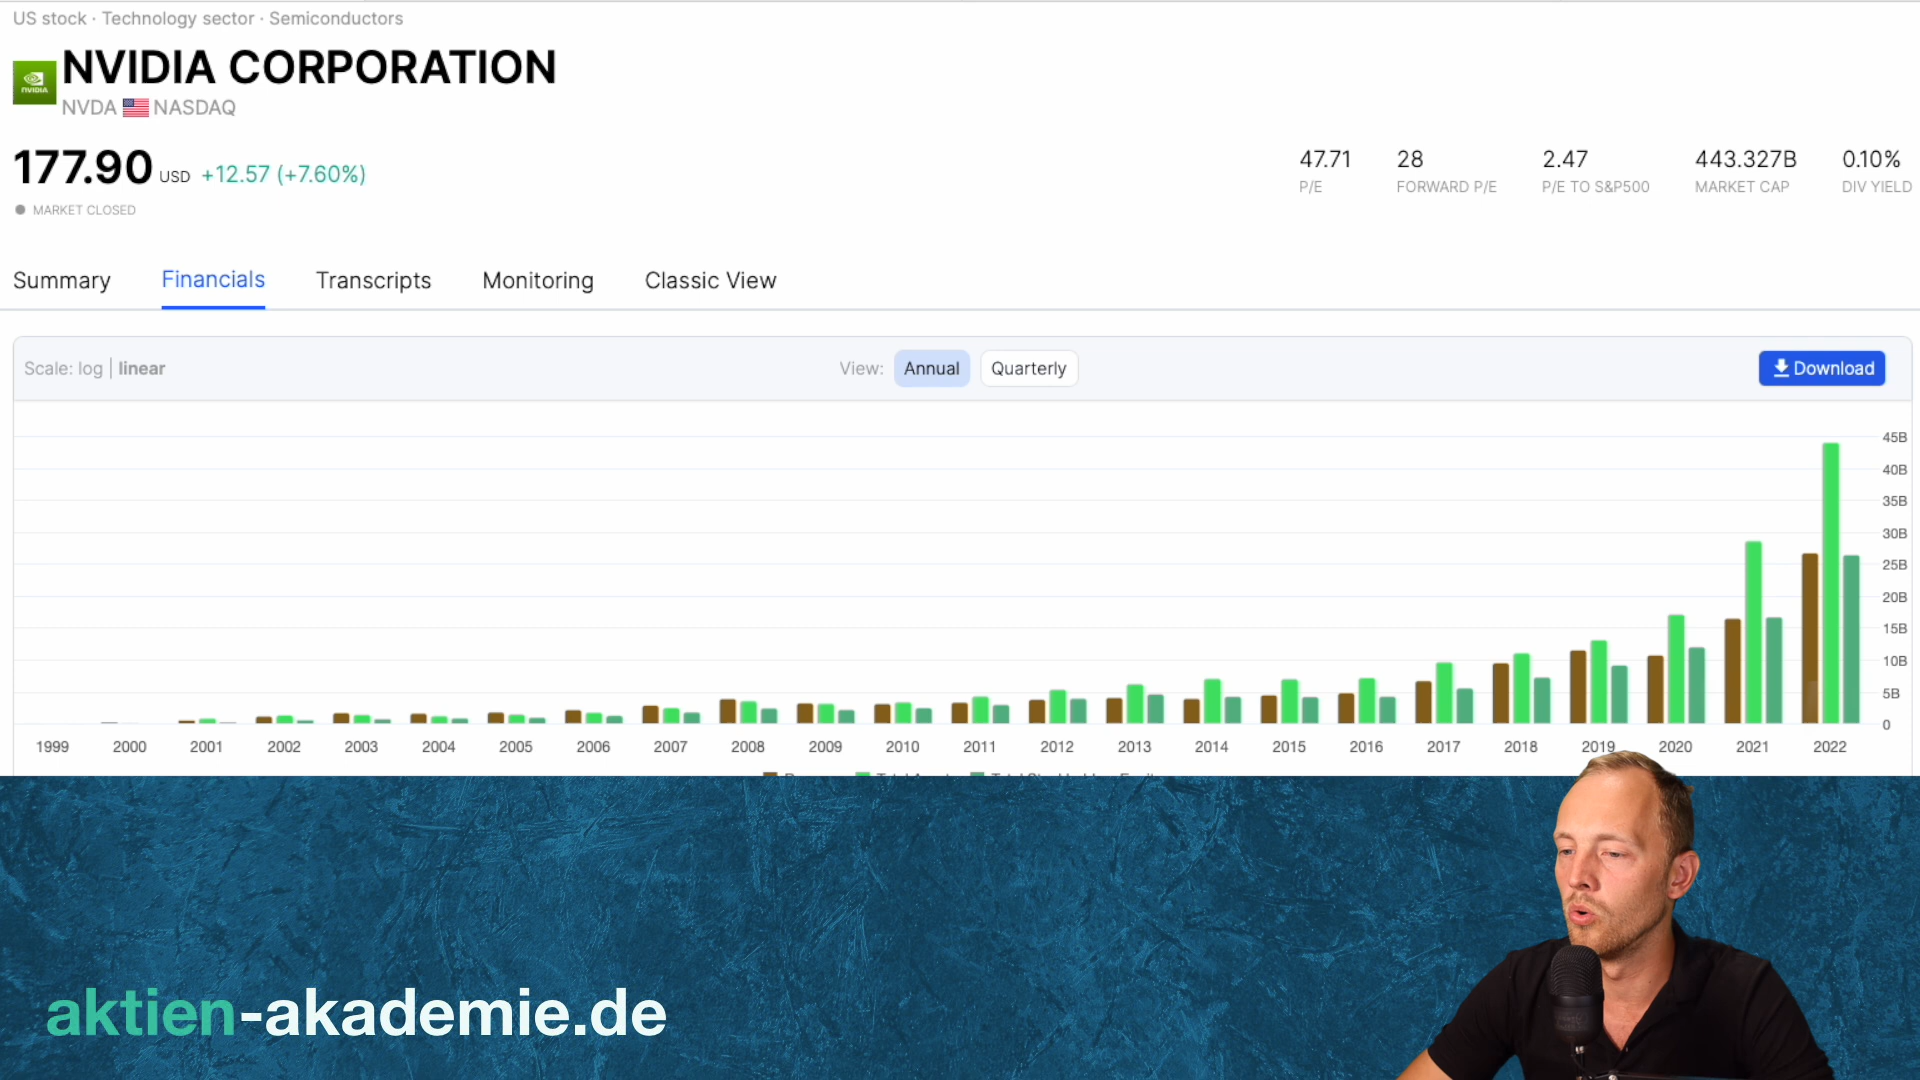 US stock · Technology sector · Semiconductors
NVIDIA CORPORATION
NVIDIA
NVDA NASDAQ
177.90 USD +12.57 (+7.60%)
MARKET CLOSED
47.71 28 2.47 443.327B 0.10%
P/E FORWARD P/E P/E TO S&P500 MARKET CAP DIV YIELD
Summary Financials Transcripts Monitoring Classic View
Scale: log | linear View: Annual Quarterly Download
45B
40B
35B
30B
25B
20B
15B
10B
5B
0
1999 2000 2001 2002 2003 2004 2005 2006 2007 2008 2009 2010 2011 2012 2013 2014 2015 2016 2017 2018 2019 2020 2021 2022
aktien-akademie.de